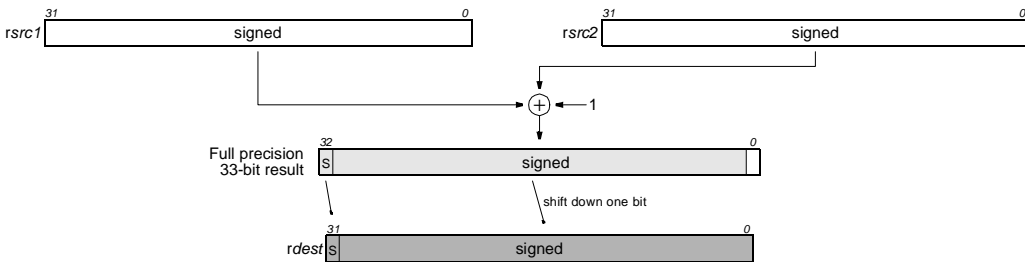 31 0 31 0
rsrc1 signed rsrc2 signed
+ 1
32 0
Full precision
33-bit result S signed
shift down one bit
31 0
rdest S signed